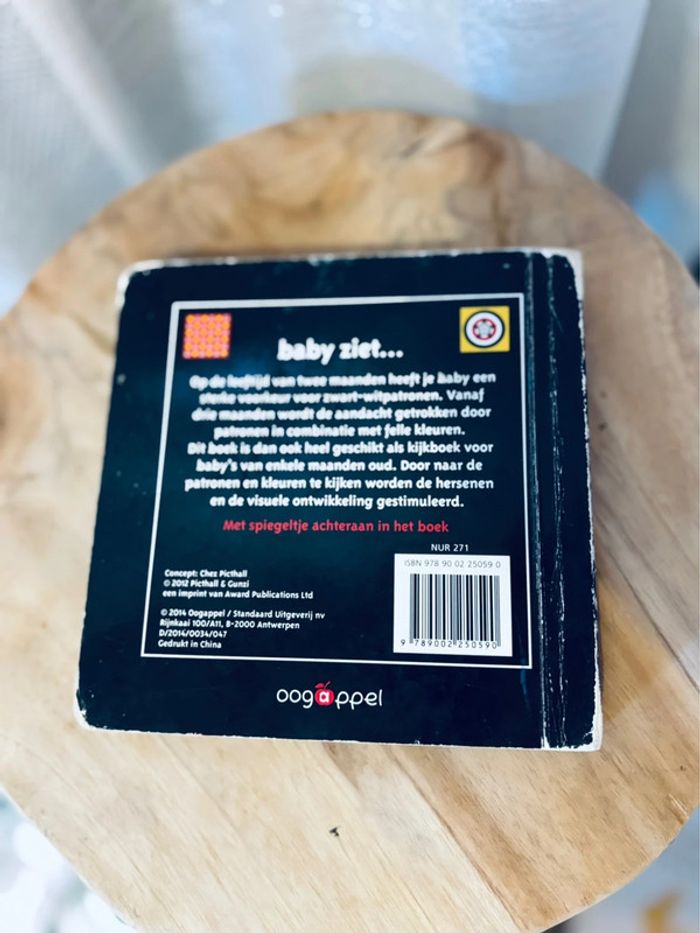 baby ziet...
Op de leeftijd van twee maanden heeft je baby een
sterke voorkeur voor zwart-witpatronen. Vanaf
drie maanden wordt de aandacht getrokken door
patronen in combinatie met felle kleuren.
Dit boek is dan ook heel geschikt als kijkboek voor
baby's van enkele maanden oud. Door naar de
patronen en kleuren te kijken worden de hersenen
en de visuele ontwikkeling gestimuleerd.
Met spiegeltje achteraan in het boek
NUR 271
ISBN 978 90 02 25059 0
9 789002 250590
Concept: Chez Picthall
© 2012 Picthall & Gunzi
een imprint van Award Publications Ltd
© 2014 Oogappel / Standaard Uitgeverij nv
Rijnkaai 100/A11, B-2000 Antwerpen
D/2014/0034/047
Gedrukt in China
oogappel